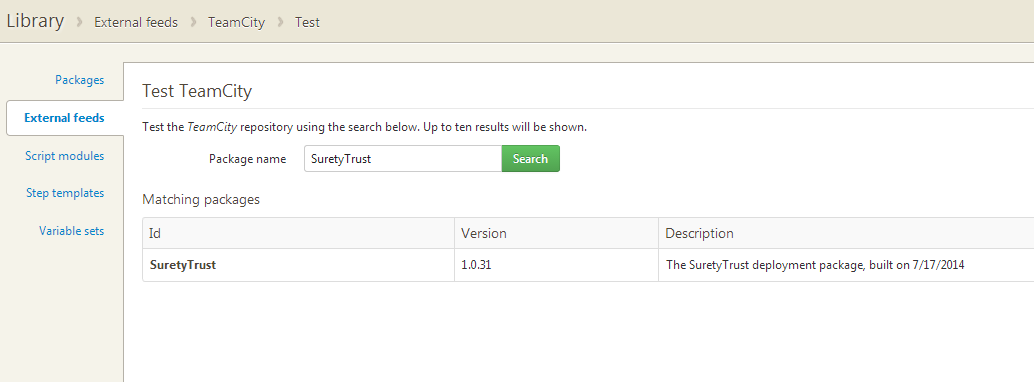 Library External feeds TeamCity Test
Packages
External feeds
Script modules
Step templates
Variable sets
Test TeamCity
Test the TeamCity repository using the search below. Up to ten results will be shown.
Package name SuretyTrust Search
Matching packages
Id Version Description
SuretyTrust 1.0.31 The SuretyTrust deployment package, built on 7/17/2014